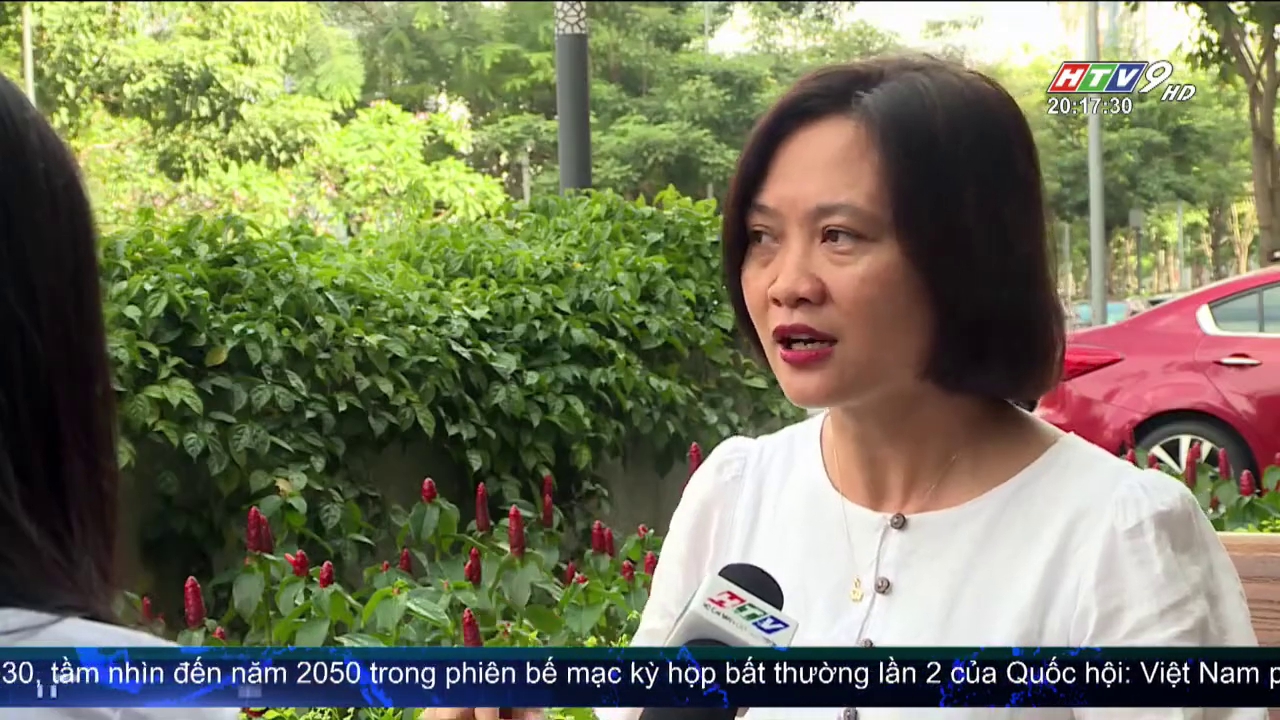 HTV9 HD
20:17:30
HTV
30, tầm nhìn đến năm 2050 trong phiên bế mạc kỳ họp bất thường lần 2 của Quốc hội: Việt Nam p